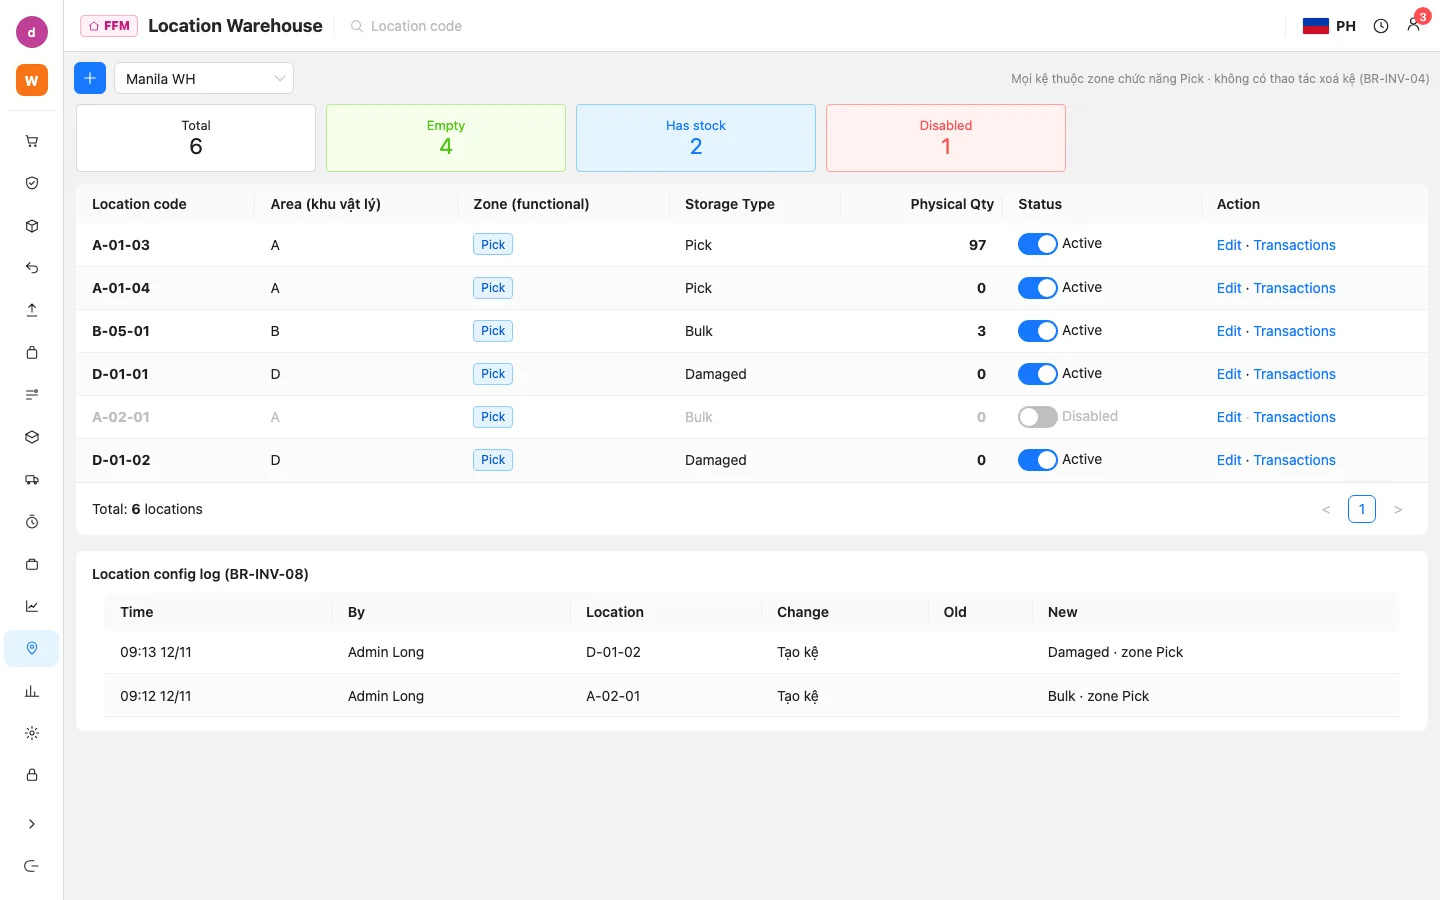 d
FFM Location Warehouse Location code PH 3
W
Manila WH Mọi kệ thuộc zone chức năng Pick · không có thao tác xoá kệ (BR-INV-04)
Total Empty Has stock Disabled
6 4 2 1
Location code Area (khu vật lý) Zone (functional) Storage Type Physical Qty Status Action
A-01-03 A Pick Pick 97 Active Edit · Transactions
A-01-04 A Pick Pick 0 Active Edit · Transactions
B-05-01 B Pick Bulk 3 Active Edit · Transactions
D-01-01 D Pick Damaged 0 Active Edit · Transactions
A-02-01 A Pick Bulk 0 Disabled Edit · Transactions
D-01-02 D Pick Damaged 0 Active Edit · Transactions
Total: 6 locations < 1 >
Location config log (BR-INV-08)
Time By Location Change Old New
09:13 12/11 Admin Long D-01-02 Tạo kệ Damaged · zone Pick
09:12 12/11 Admin Long A-02-01 Tạo kệ Bulk · zone Pick